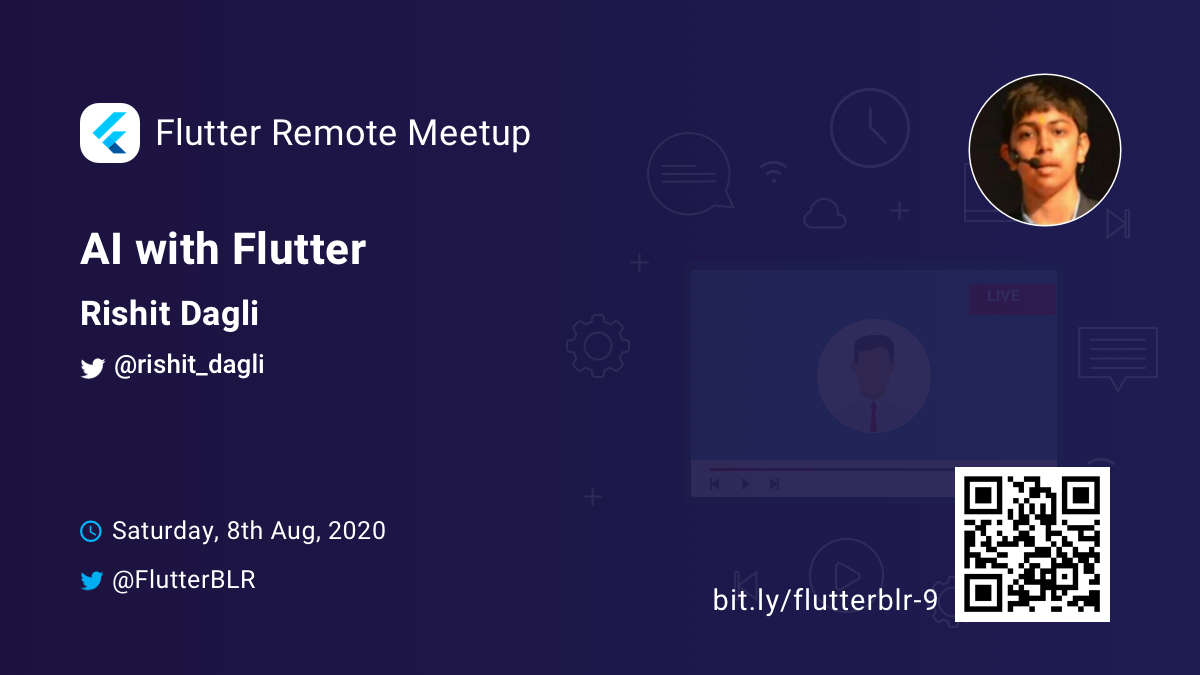 Flutter Remote Meetup
AI with Flutter
Rishit Dagli
@rishit_dagli
LIVE
Saturday, 8th Aug, 2020
@FlutterBLR
bit.ly/flutterblr-9